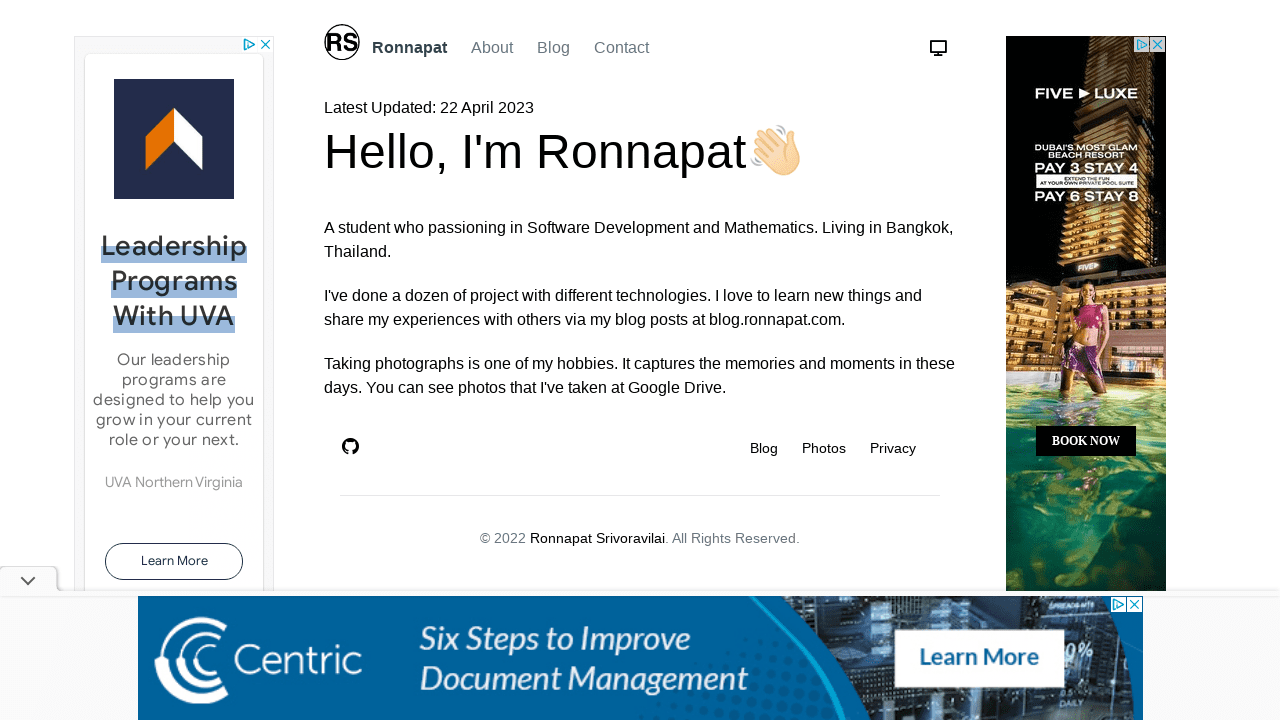 RS
Ronnapat About Blog Contact
Latest Updated: 22 April 2023
Hello, I'm Ronnapat👋🏻
A student who passioning in Software Development and Mathematics. Living in Bangkok,
Thailand.
I've done a dozen of project with different technologies. I love to learn new things and
share my experiences with others via my blog posts at blog.ronnapat.com.
Taking photographs is one of my hobbies. It captures the memories and moments in these
days. You can see photos that I've taken at Google Drive.
Blog Photos Privacy
© 2022 Ronnapat Srivoravilai. All Rights Reserved.
Leadership
Programs
With UVA
Our leadership
programs are
designed to help you
grow in your current
role or your next.
UVA Northern Virginia
Learn More
FIVE LUXE
DUBAI'S MOST GLAM
BEACH RESORT
PAY 3 STAY 4
EXTEND THE FUN
AT YOUR OWN PRIVATE POOL SUITE
PAY 6 STAY 8
FIVE
BOOK NOW
Centric
Six Steps to Improve
Document Management
Learn More